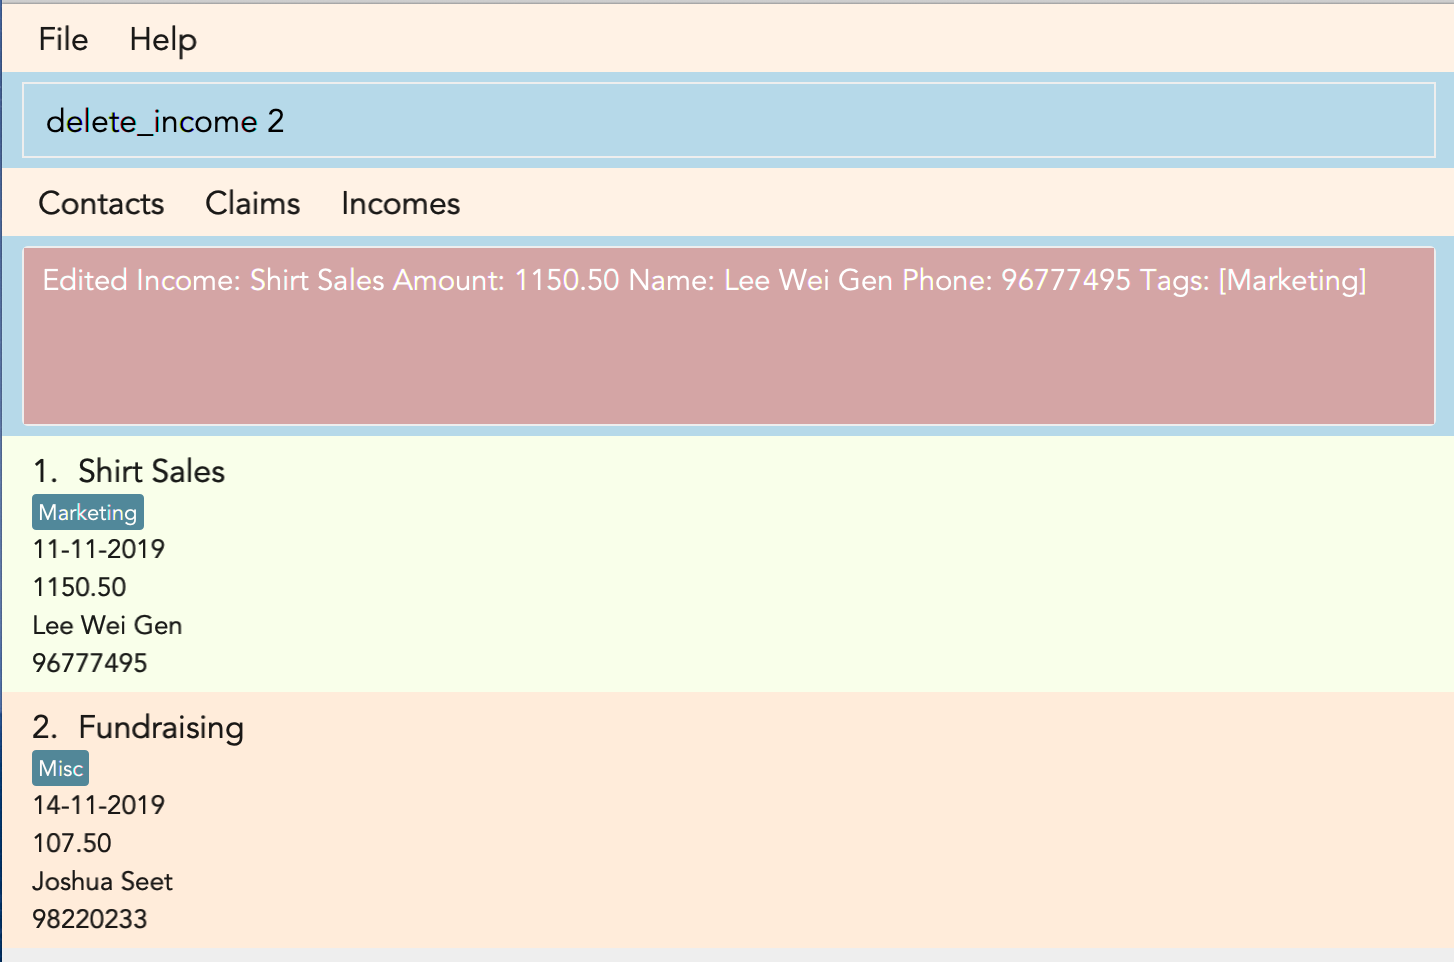 File Help
delete_income 2
Contacts Claims Incomes
Edited Income: Shirt Sales Amount: 1150.50 Name: Lee Wei Gen Phone: 96777495 Tags: [Marketing]
1. Shirt Sales
Marketing
11-11-2019
1150.50
Lee Wei Gen
96777495
2. Fundraising
Misc
14-11-2019
107.50
Joshua Seet
98220233